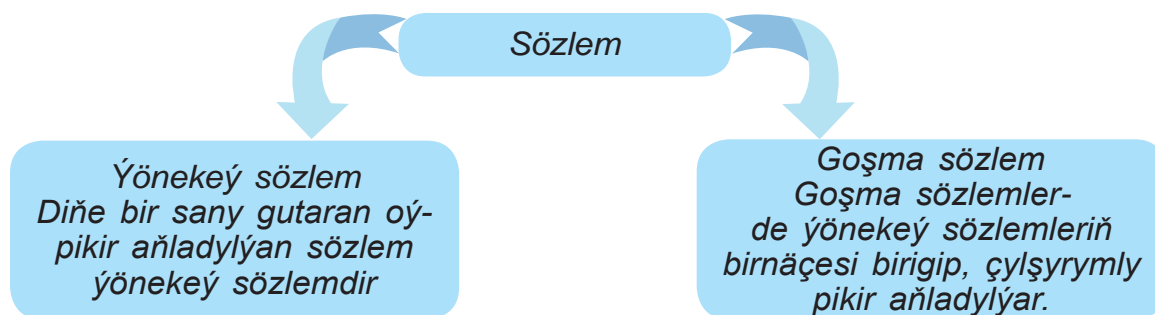 Sözlem
Ýönekeý sözlem
Diňe bir sany gutaran oý-
pikir aňladylýan sözlem
ýönekeý sözlemdir
Goşma sözlem
Goşma sözlemler-
de ýönekeý sözlemleriň
birnäçesi birigip, çylşyrymly
pikir aňladylýar.